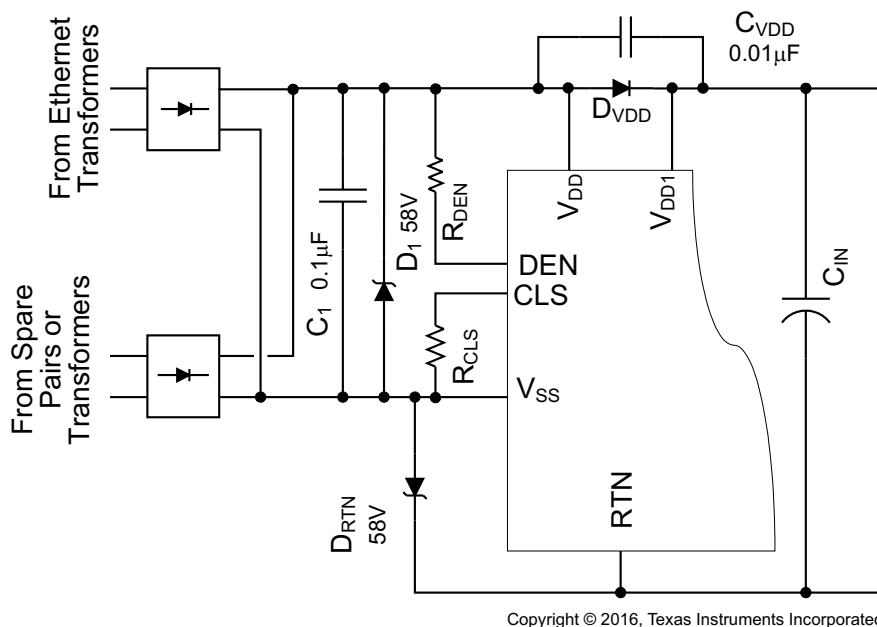 From Ethernet
Transformers
From Spare
Pairs or
Transformers
C1 0.1μF
D1 58V
RDEN
RCLS
DRTN
58V
CVDD
0.01μF
DVDD
VDD
VDD1
DEN
CLS
VSS
RTN
CIN
Copyright © 2016, Texas Instruments Incorporated